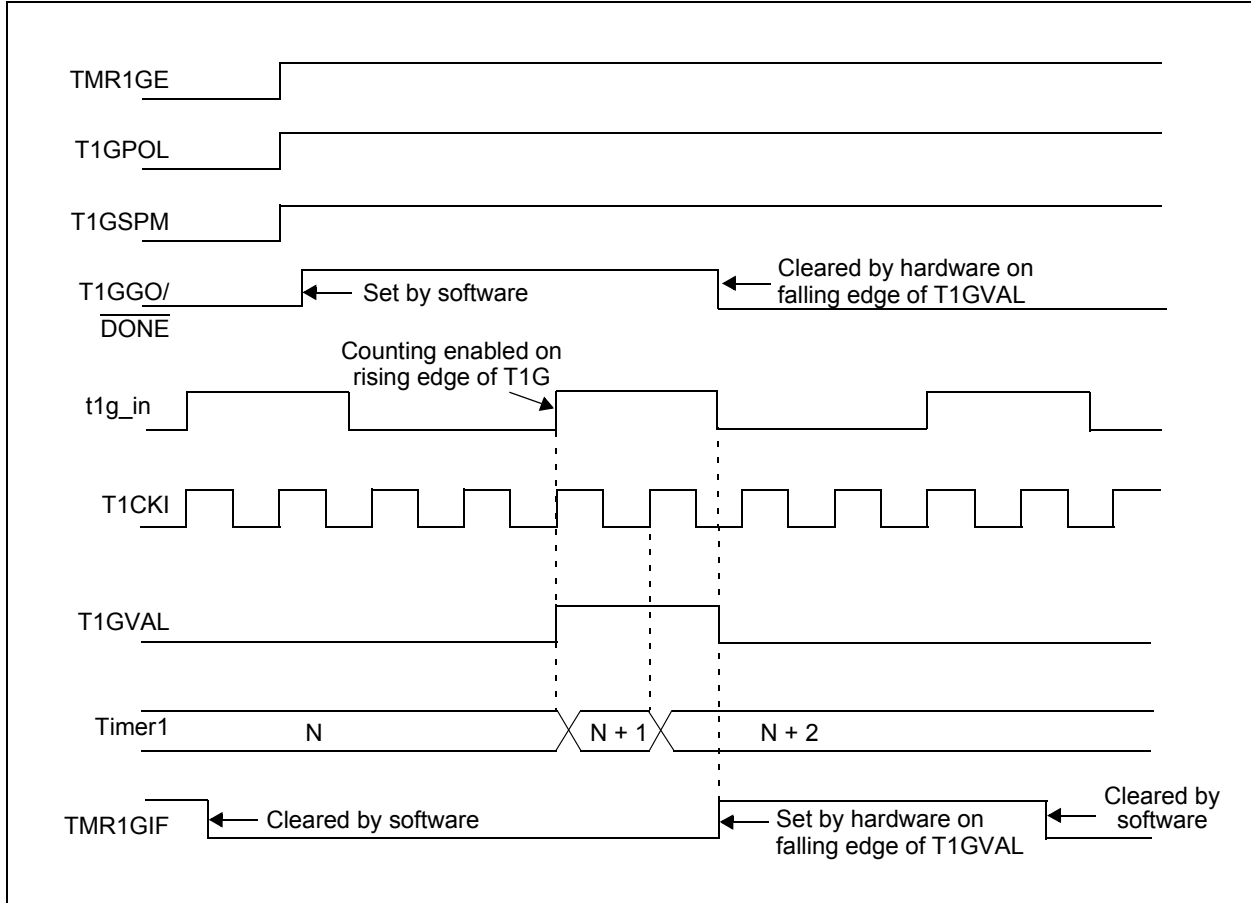 TMR1GE
T1GPOL
T1GSPM
T1GGO/
DONE
Set by software
Cleared by hardware on
falling edge of T1GVAL
Counting enabled on
rising edge of T1G
t1g_in
T1CKI
T1GVAL
Timer1
N
N + 1
N + 2
TMR1GIF
Cleared by software
Set by hardware on
falling edge of T1GVAL
Cleared by
software